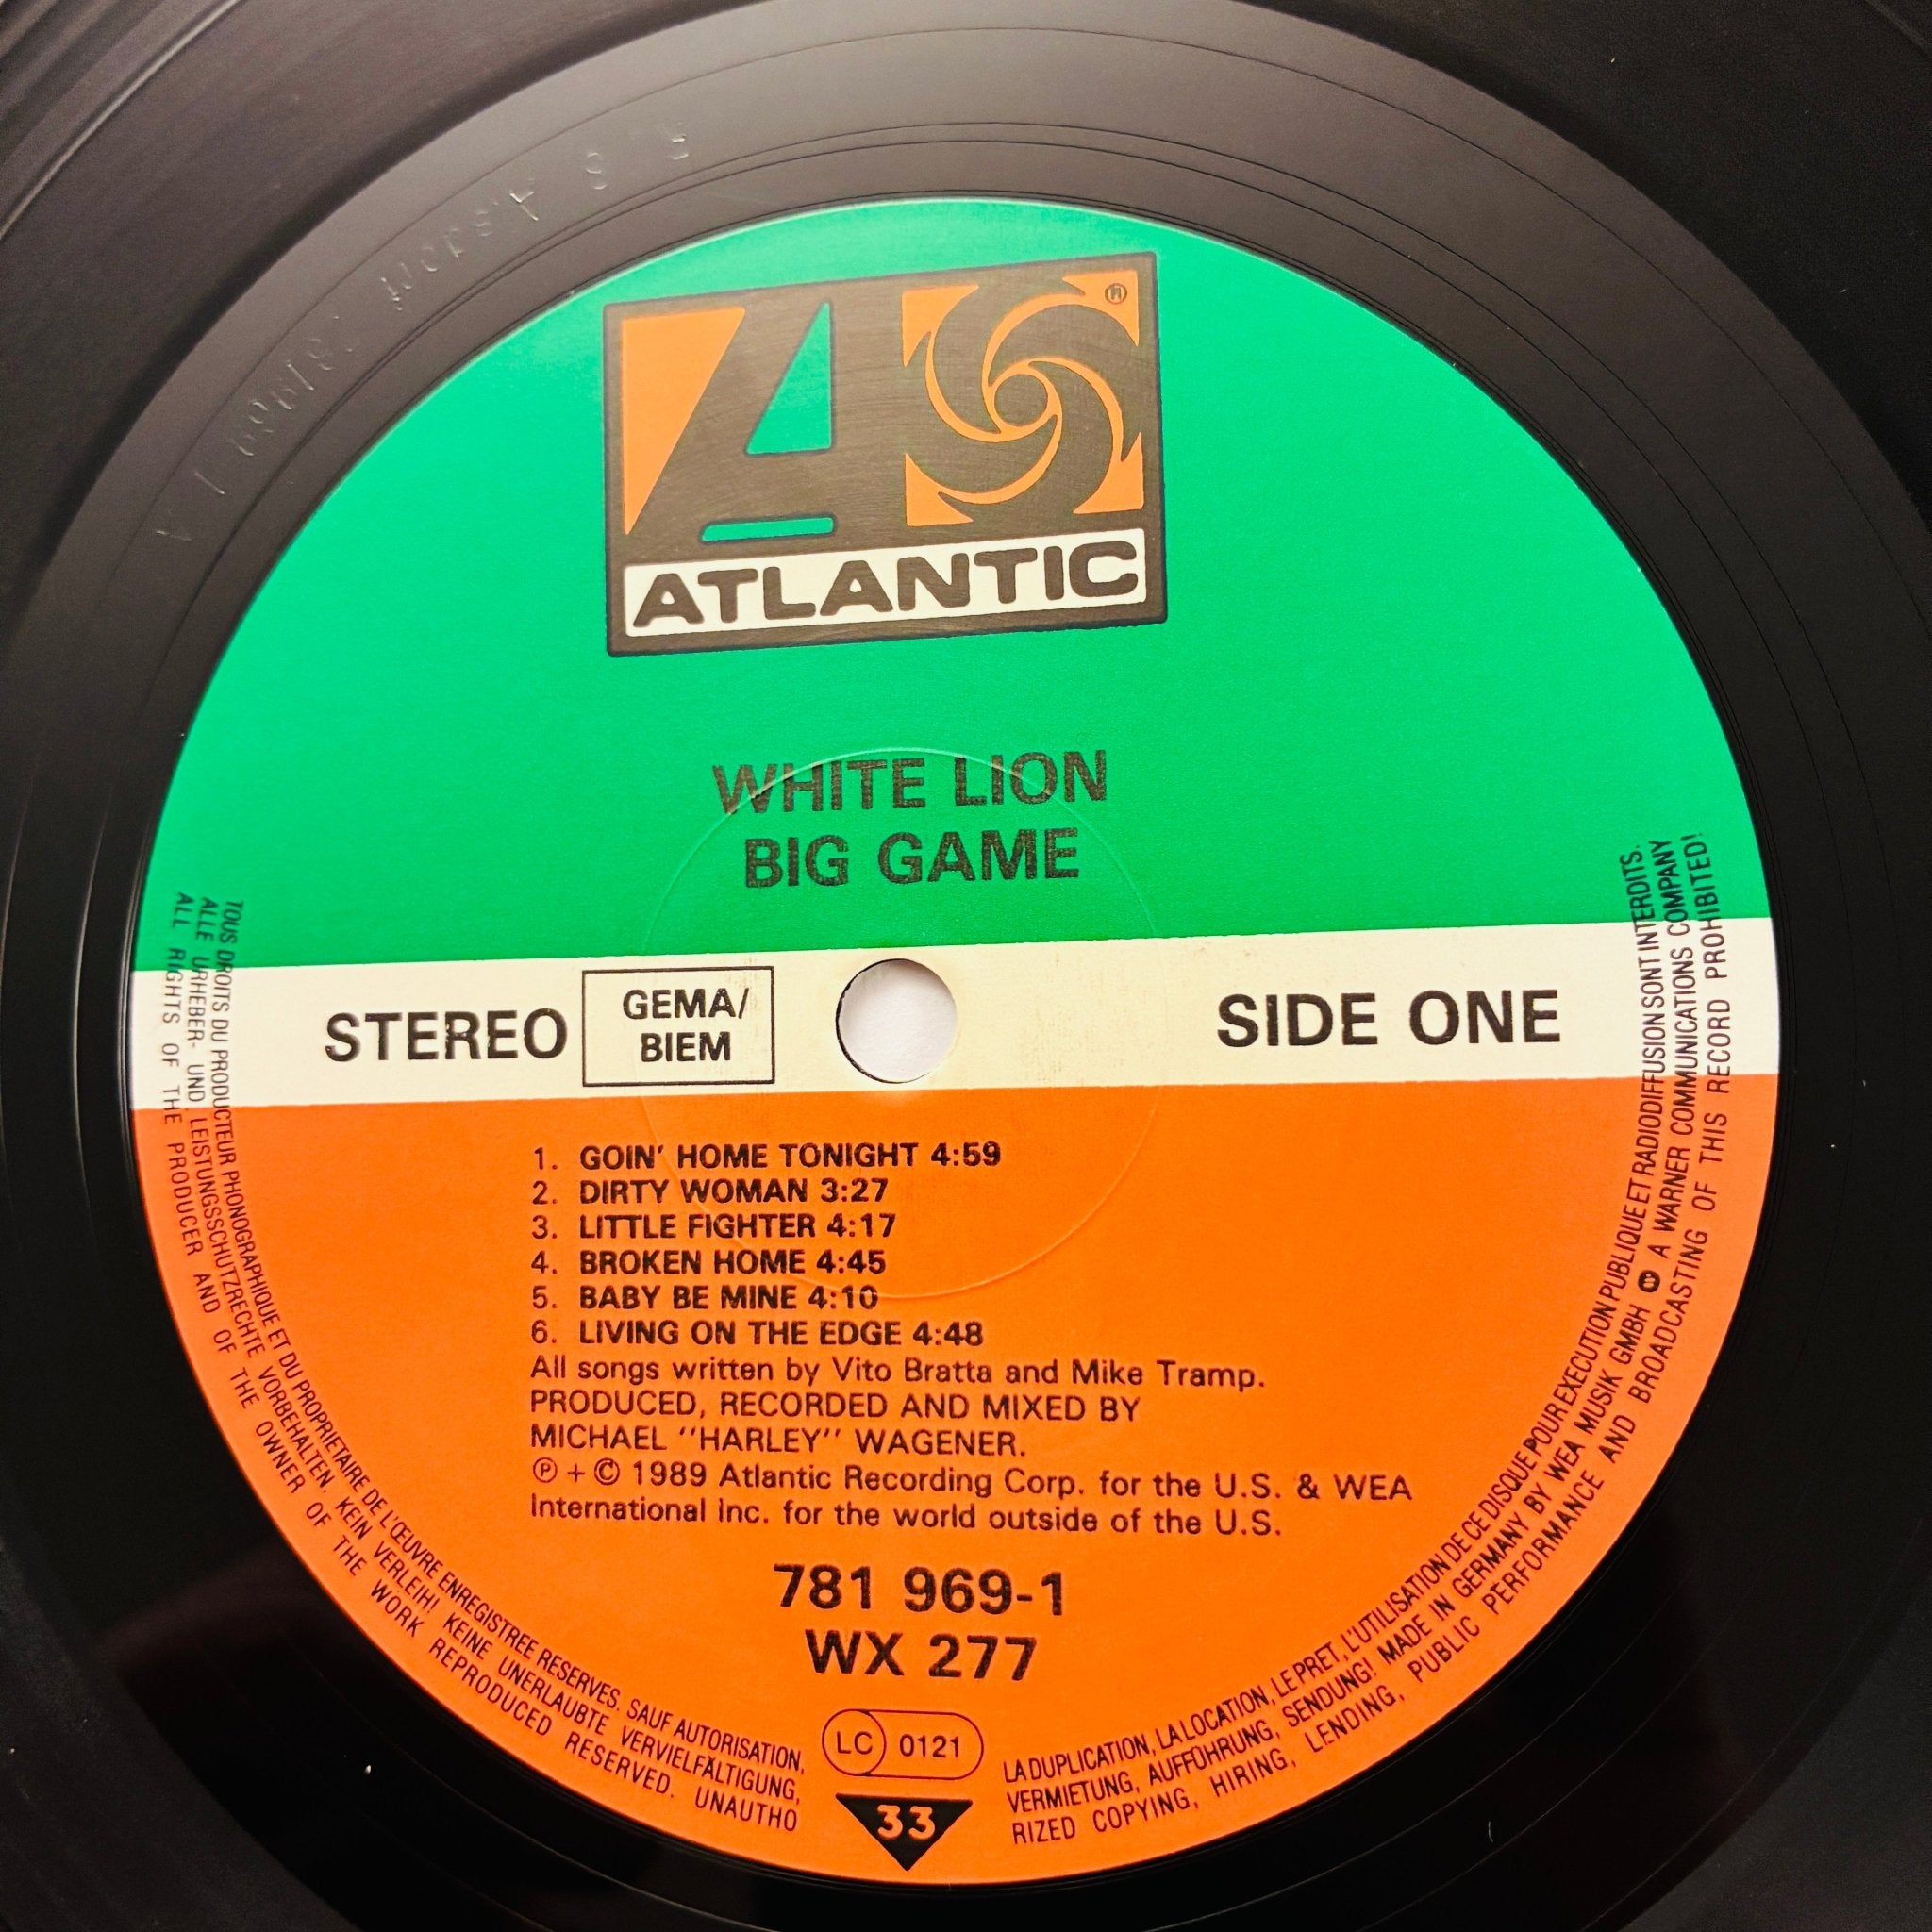 ATLANTIC
®
WHITE LION
BIG GAME
STEREO
GEMA/
BIEM
SIDE ONE
1. GOIN' HOME TONIGHT 4:59
2. DIRTY WOMAN 3:27
3. LITTLE FIGHTER 4:17
4. BROKEN HOME 4:45
5. BABY BE MINE 4:10
6. LIVING ON THE EDGE 4:48
All songs written by Vito Bratta and Mike Tramp.
PRODUCED, RECORDED AND MIXED BY
MICHAEL "HARLEY" WAGENER.
℗ + © 1989 Atlantic Recording Corp. for the U.S. & WEA
International Inc. for the world outside of the U.S.
781 969-1
WX 277
LC 0121
33
TOUS DROITS DU PRODUCTEUR PHONOGRAPHIQUE ET DU PROPRIETAIRE DE L'ŒUVRE ENREGISTREE RESERVES. SAUF AUTORISATION, LA DUPLICATION, LA LOCATION, LE PRET, L'UTILISATION DE CE DISQUE POUR EXECUTION PUBLIQUE ET RADIODIFFUSION SONT INTERDITS.
ALLE URHEBER- UND LEISTUNGSSCHUTZRECHTE VORBEHALTEN. KEIN VERLEIH! KEINE UNERLAUBTE VERVIELFÄLTIGUNG, VERMIETUNG, AUFFÜHRUNG, SENDUNG! MADE IN GERMANY BY WEA MUSIK GMBH A WARNER COMMUNICATIONS COMPANY
ALL RIGHTS OF THE PRODUCER AND OF THE OWNER OF THE WORK REPRODUCED RESERVED. UNAUTHORIZED COPYING, HIRING, LENDING, PUBLIC PERFORMANCE AND BROADCASTING OF THIS RECORD PROHIBITED!